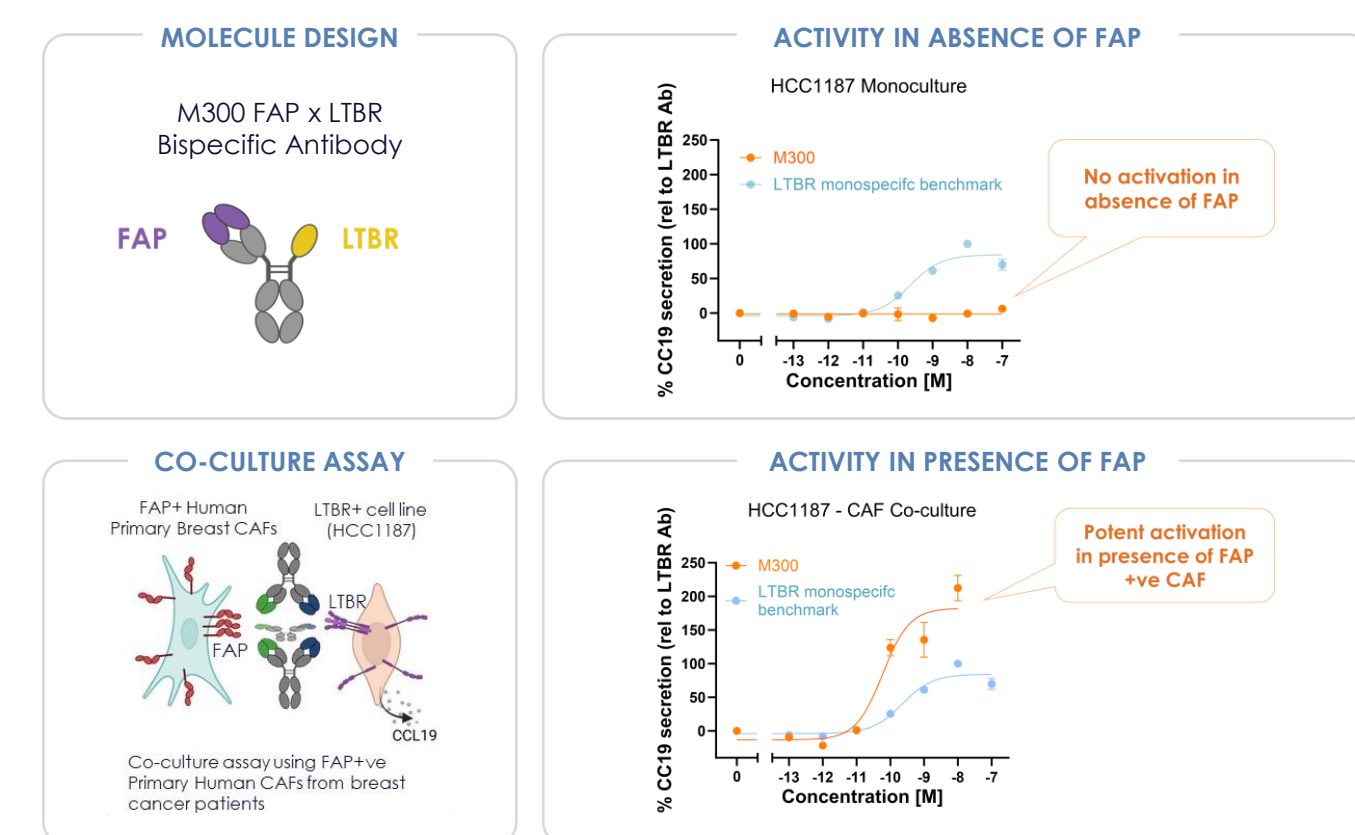 MOLECULE DESIGN
M300 FAP x LTBR
Bispecific Antibody
FAP
LTBR
ACTIVITY IN ABSENCE OF FAP
HCC1187 Monoculture
% CC19 secretion (rel to LTBR Ab)
250
200
150
100
50
0
M300
LTBR monospecifc benchmark
0 -13 -12 -11 -10 -9 -8 -7
Concentration [M]
No activation in
absence of FAP
CO-CULTURE ASSAY
FAP+ Human
Primary Breast CAFs
LTBR+ cell line
(HCC1187)
LTBR
FAP
CCL19
Co-culture assay using FAP+ve
Primary Human CAFs from breast
cancer patients
ACTIVITY IN PRESENCE OF FAP
HCC1187 - CAF Co-culture
% CC19 secretion (rel to LTBR Ab)
250
200
150
100
50
0
M300
LTBR monospecifc
benchmark
0 -13 -12 -11 -10 -9 -8 -7
Concentration [M]
Potent activation
in presence of FAP
+ve CAF